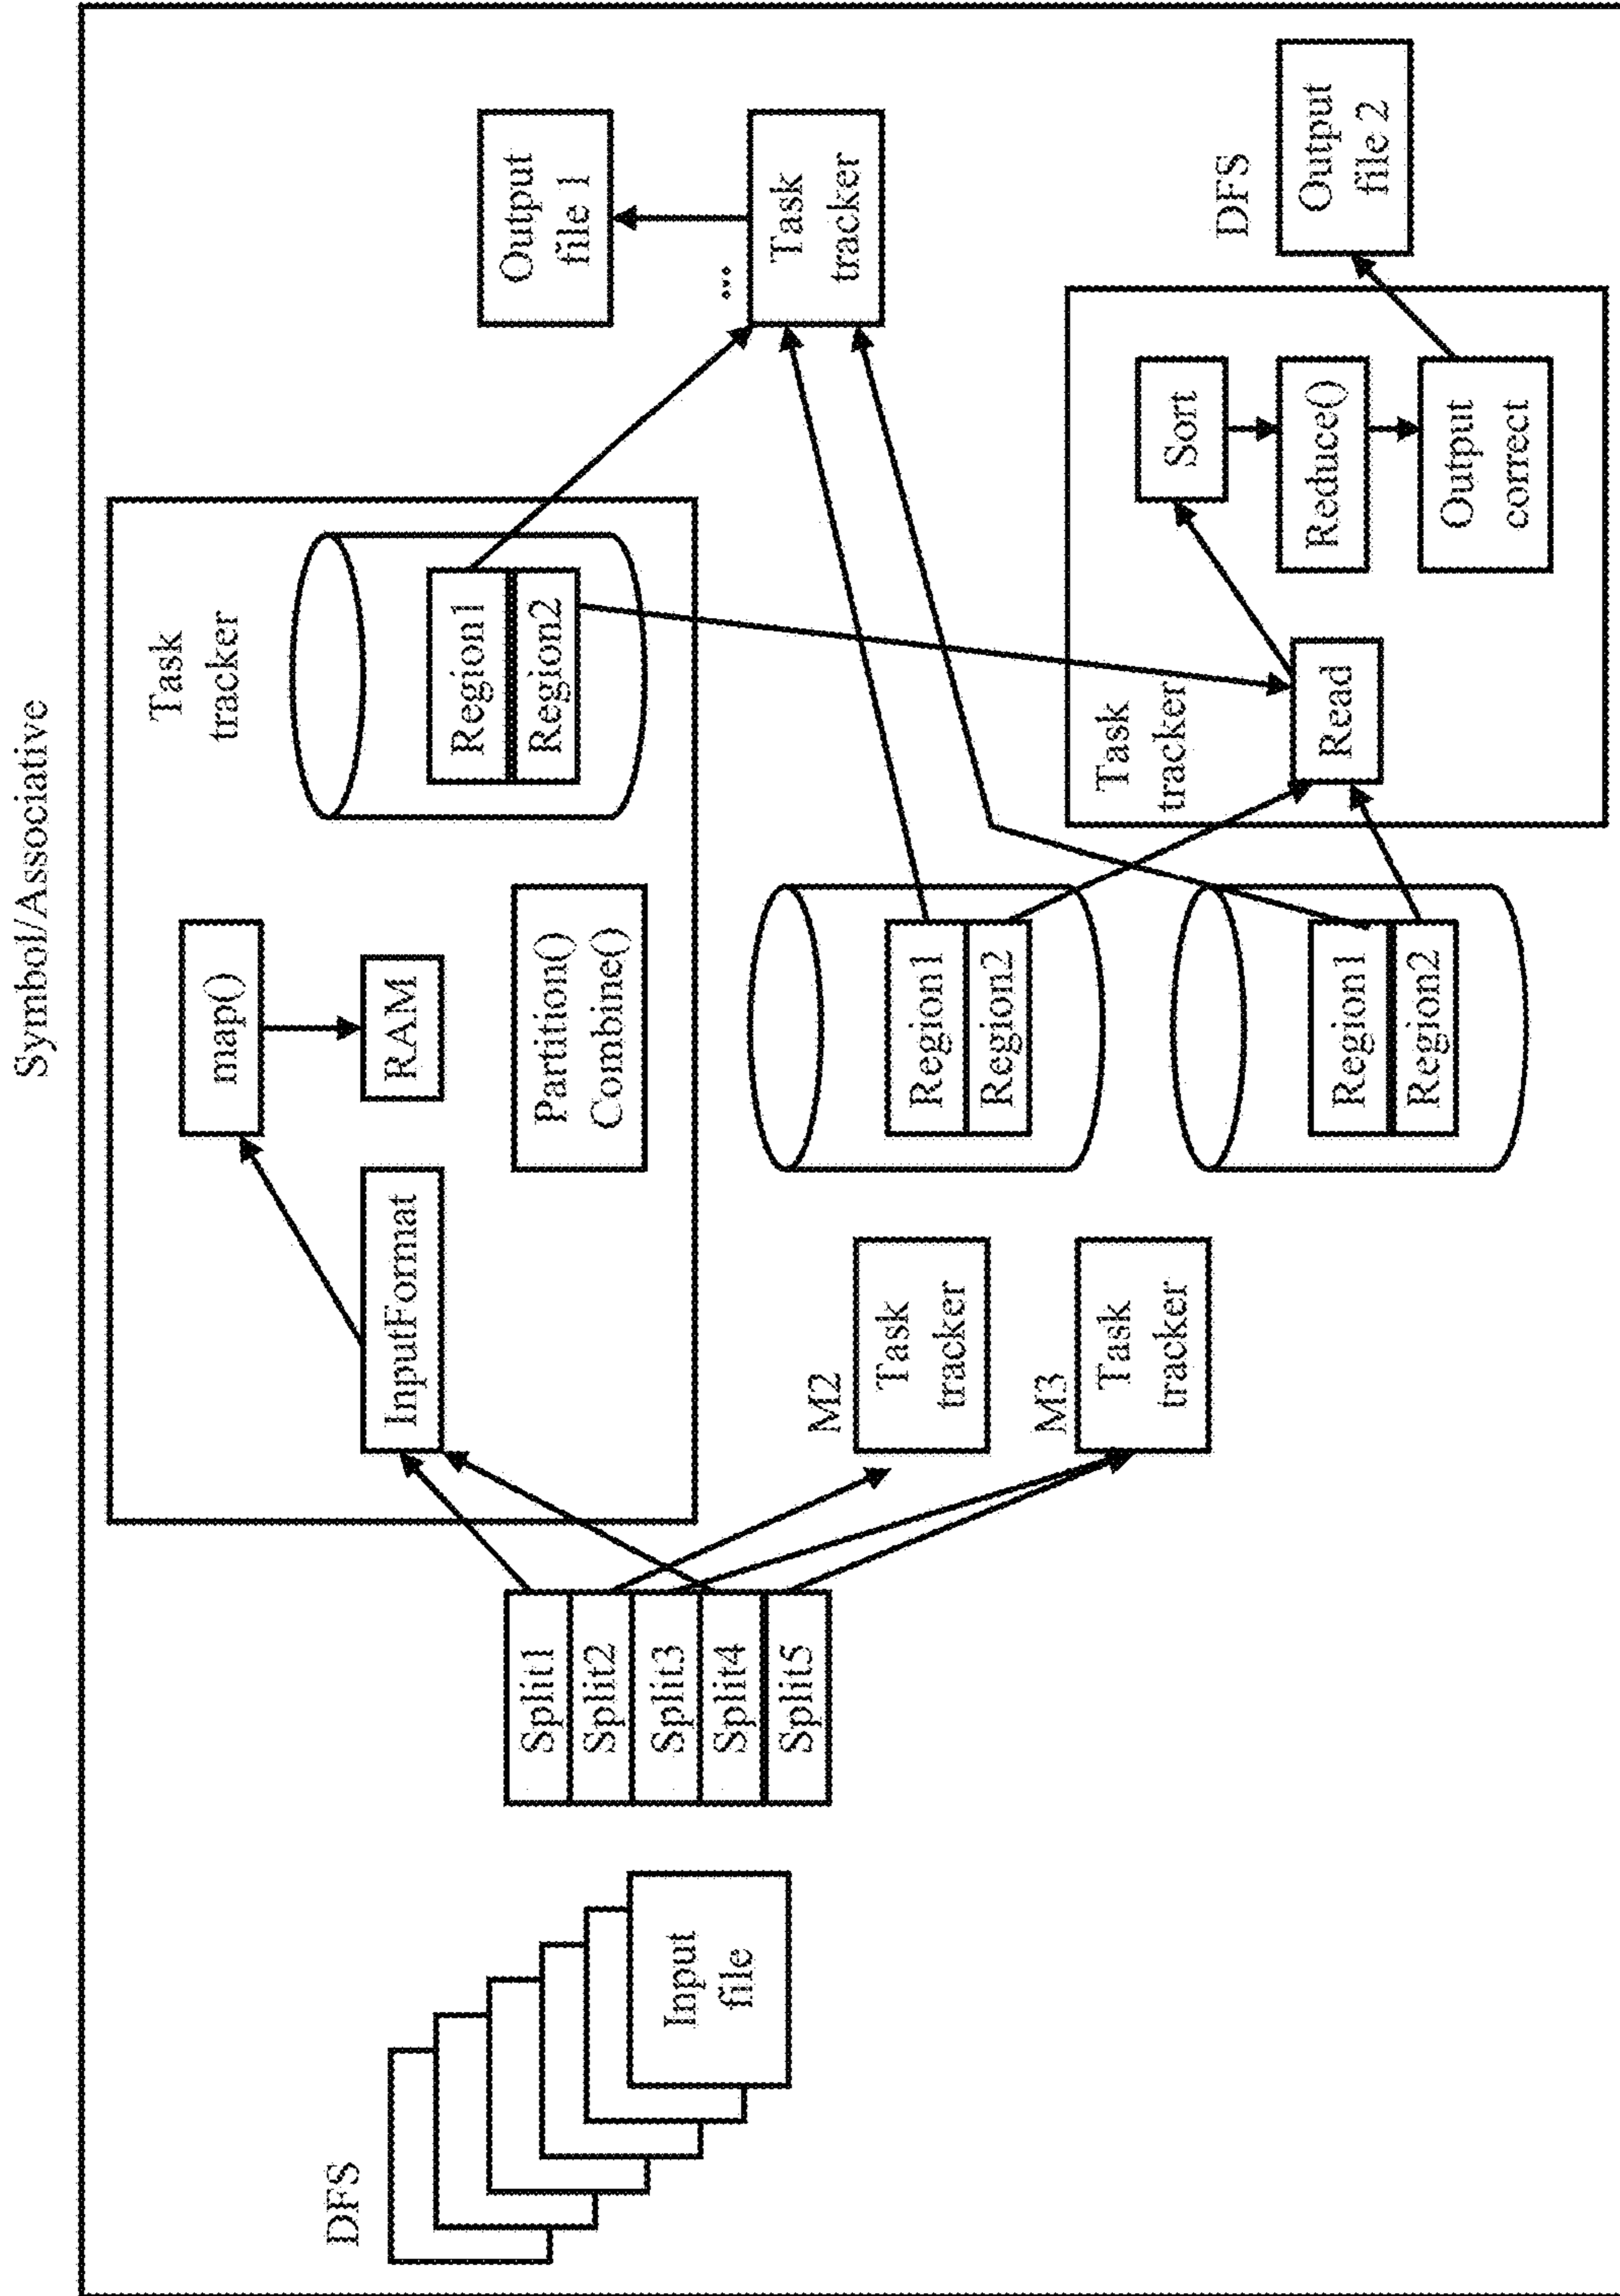 Symbol/Associative
DFS
Input
file
Split1
Split2
Split3
Split4
Split5
InputFormat
map()
RAM
Partition()
Combine()
Task
tracker
Region1
Region2
M2
Task
tracker
M3
Task
tracker
Region1
Region2
Region1
Region2
Output
file 1
...
Task
tracker
Task
tracker
Read
Sort
Reduce()
Output
correct
DFS
Output
file 2